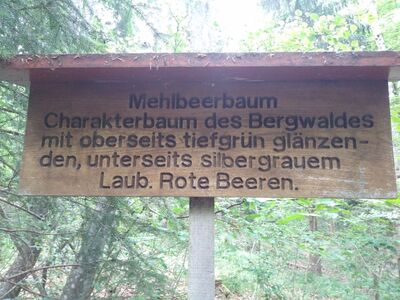 Mehlbeerbaum
Charakterbaum des Bergwaldes
mit oberseits tiefgrün glänzen-
den, unterseits silbergrauem
Laub. Rote Beeren.